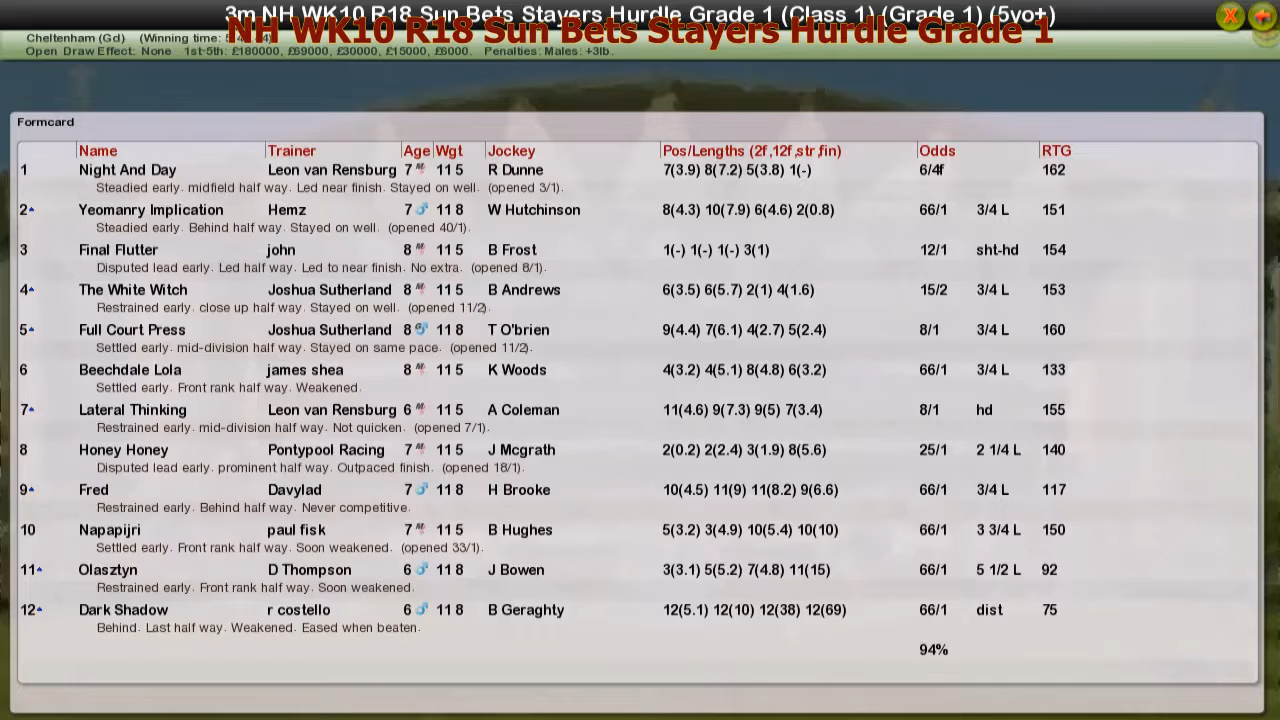 3m NH WK10 R18 Sun Bets Stayers Hurdle Grade 1 (Class 1) (Grade 1) (5yo+)
NH WK10 R18 Sun Bets Stayers Hurdle Grade 1
Cheltenham (Gd) (Winning time:
Open Draw Effect: None 1st-5th: £180000, £69000, £30000, £15000, £6000. Penalties: Males: +3lb.
Formcard
Name Trainer Age Wgt Jockey Pos/Lengths (2f,12f,str,fin) Odds RTG
1 Night And Day Leon van Rensburg 7 11 5 R Dunne 7(3.9) 8(7.2) 5(3.8) 1(-) 6/4f 162
Steadied early. midfield half way. Led near finish. Stayed on well. (opened 3/1).
2 Yeomanry Implication Hemz 7 11 8 W Hutchinson 8(4.3) 10(7.9) 6(4.6) 2(0.8) 66/1 3/4 L 151
Steadied early. Behind half way. Stayed on well. (opened 40/1).
3 Final Flutter john 8 11 5 B Frost 1(-) 1(-) 1(-) 3(1) 12/1 sht-hd 154
Disputed lead early. Led half way. Led to near finish. No extra. (opened 8/1).
4 The White Witch Joshua Sutherland 8 11 5 B Andrews 6(3.5) 6(5.7) 2(1) 4(1.6) 15/2 3/4 L 153
Restrained early. close up half way. Stayed on well. (opened 11/2).
5 Full Court Press Joshua Sutherland 8 11 8 T O'brien 9(4.4) 7(6.1) 4(2.7) 5(2.4) 8/1 3/4 L 160
Settled early. mid-division half way. Stayed on same pace. (opened 11/2).
6 Beechdale Lola james shea 8 11 5 K Woods 4(3.2) 4(5.1) 8(4.8) 6(3.2) 66/1 3/4 L 133
Settled early. Front rank half way. Weakened.
7 Lateral Thinking Leon van Rensburg 6 11 5 A Coleman 11(4.6) 9(7.3) 9(5) 7(3.4) 8/1 hd 155
Restrained early. mid-division half way. Not quicken. (opened 7/1).
8 Honey Honey Pontypool Racing 7 11 5 J Mcgrath 2(0.2) 2(2.4) 3(1.9) 8(5.6) 25/1 2 1/4 L 140
Disputed lead early. prominent half way. Outpaced finish. (opened 18/1).
9 Fred Davylad 7 11 8 H Brooke 10(4.5) 11(9) 11(8.2) 9(6.6) 66/1 3/4 L 117
Restrained early. Behind half way. Never competitive.
10 Napapijri paul fisk 7 11 5 B Hughes 5(3.2) 3(4.9) 10(5.4) 10(10) 66/1 3 3/4 L 150
Settled early. Front rank half way. Soon weakened. (opened 33/1).
11 Olasztyn D Thompson 6 11 8 J Bowen 3(3.1) 5(5.2) 7(4.8) 11(15) 66/1 5 1/2 L 92
Restrained early. Front rank half way. Soon weakened.
12 Dark Shadow r costello 6 11 8 B Geraghty 12(5.1) 12(10) 12(38) 12(69) 66/1 dist 75
Behind. Last half way. Weakened. Eased when beaten.
94%